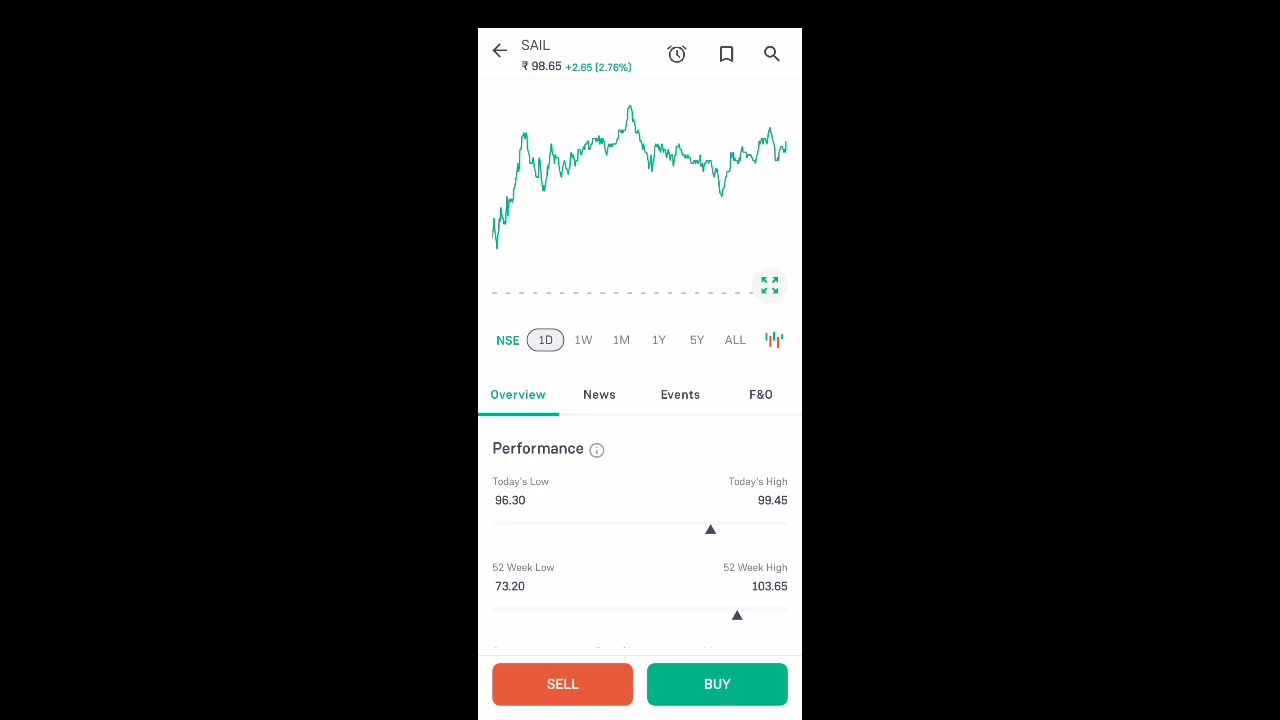 SAIL
₹ 98.65 +2.65 (2.76%)
NSE 1D 1W 1M 1Y 5Y ALL
Overview News Events F&O
Performance
Today's Low Today's High
96.30 99.45
52 Week Low 52 Week High
73.20 103.65
SELL BUY